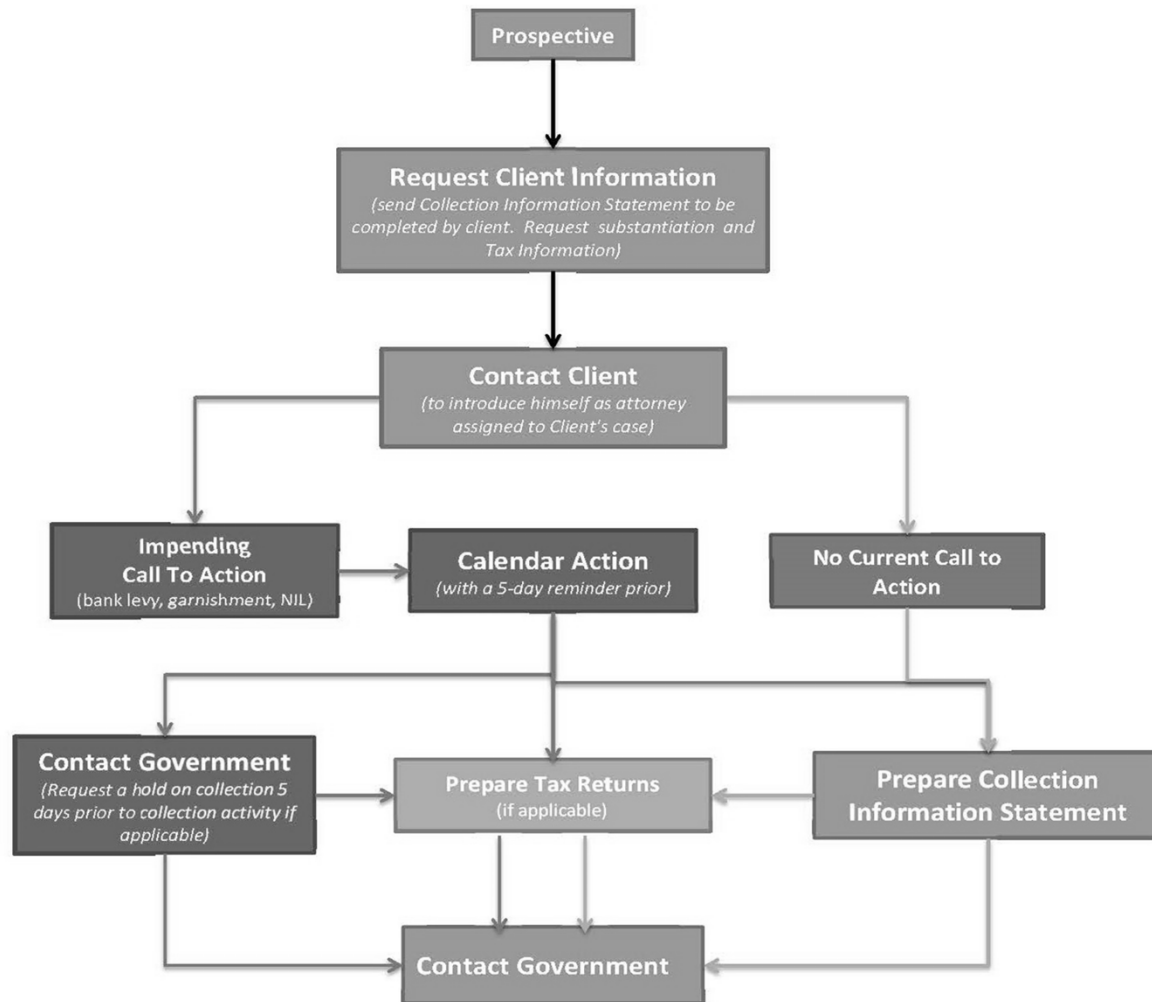 Prospective
Request Client Information
(send Collection Information Statement to be
completed by client. Request substantiation and
Tax Information)
Contact Client
(to introduce himself as attorney
assigned to Client's case)
Impending
Call To Action
(bank levy, garnishment, NIL)
Calendar Action
(with a 5-day reminder prior)
No Current Call to
Action
Contact Government
(Request a hold on collection 5
days prior to collection activity if
applicable)
Prepare Tax Returns
(if applicable)
Prepare Collection
Information Statement
Contact Government